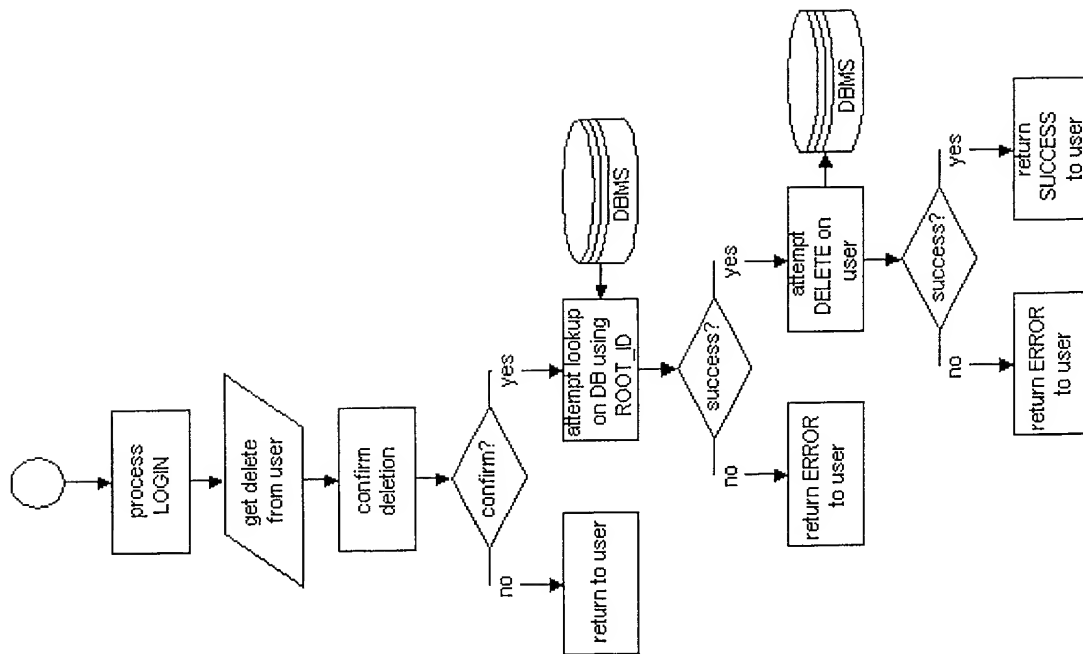 process
LOGIN
get delete
from user
confirm
deletion
confirm?
no
yes
return to user
attempt lookup
on DB using
ROOT_ID
DBMS
success?
no
yes
return ERROR
to user
attempt
DELETE on
user
DBMS
success?
no
yes
return ERROR
to user
return
SUCCESS
to user